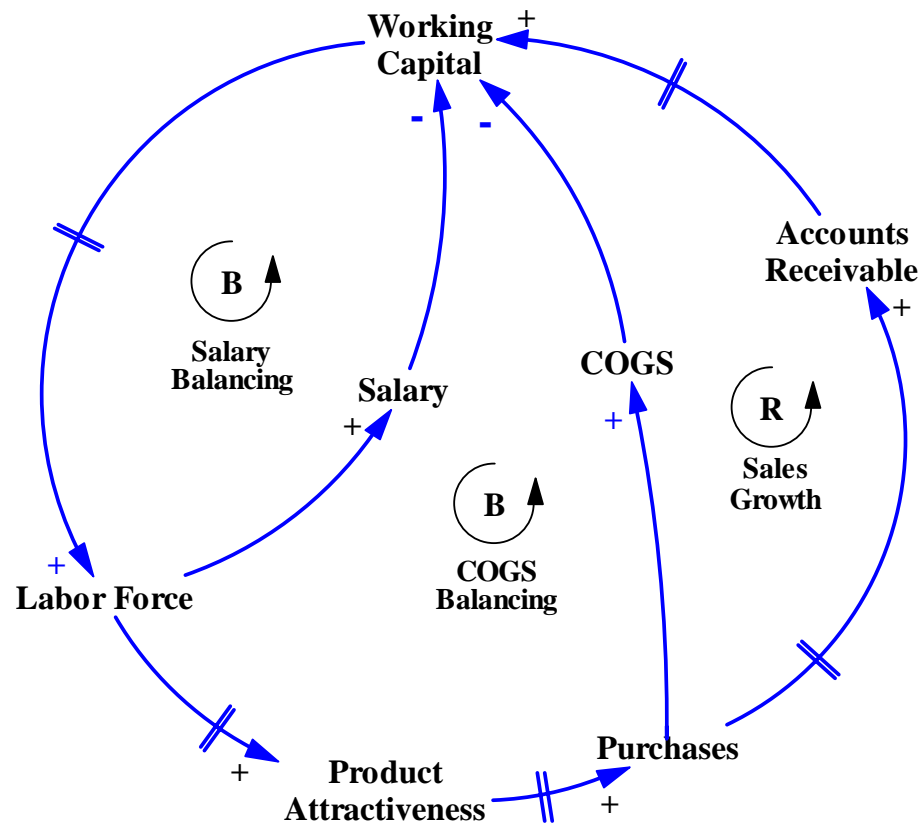 Working
Capital
+
-
-
Accounts
Receivable
+
B
Salary
Balancing
Salary
+
COGS
+
R
Sales
Growth
B
COGS
Balancing
+
Labor Force
+
Product
Attractiveness
Purchases
+